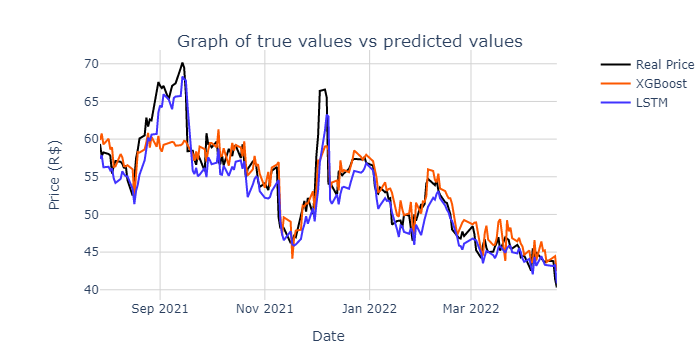 Graph of true values vs predicted values
70
65
60
55
50
45
40
Price (R$)
Sep 2021
Nov 2021
Jan 2022
Mar 2022
Date
Real Price
XGBoost
LSTM